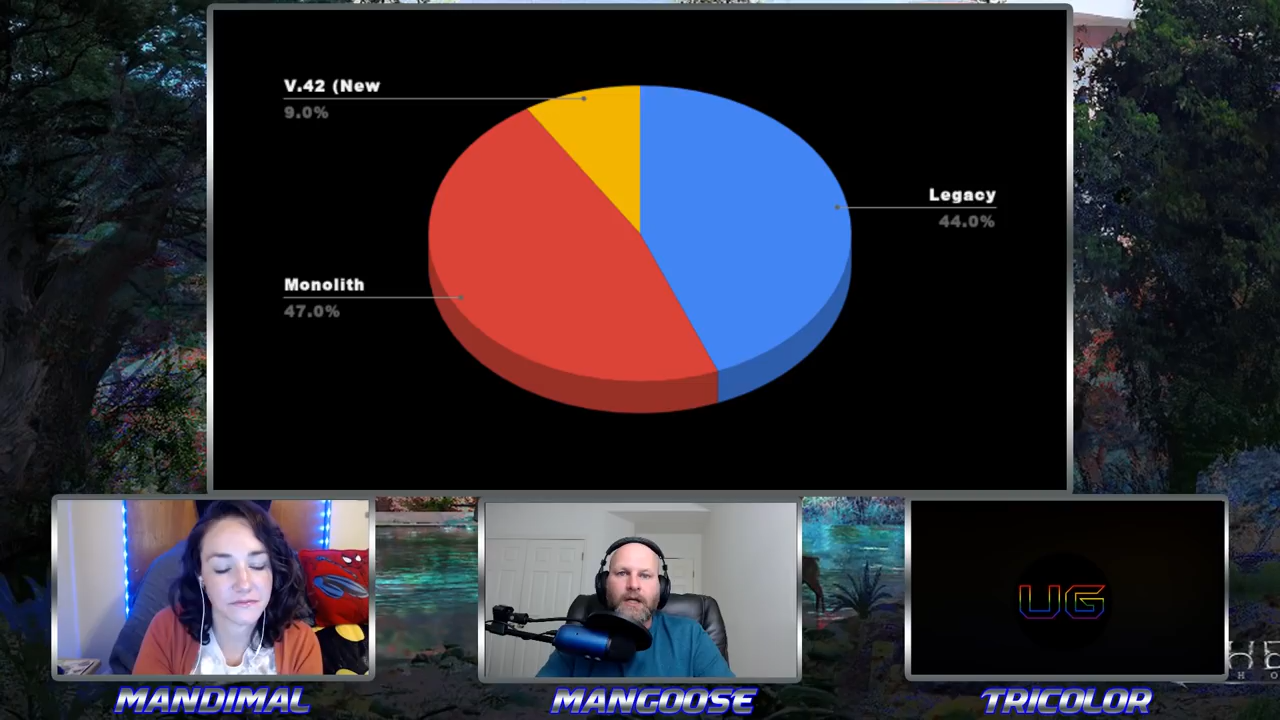 V.42 (New
9.0%
Legacy
44.0%
Monolith
47.0%
UG
MANDIMAL
MANGOOSE
TRICOLOR